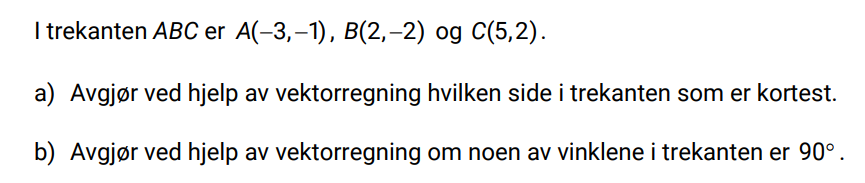 I trekanten ABC er A(−3,−1), B(2,−2) og C(5,2).
a) Avgjør ved hjelp av vektorregning hvilken side i trekanten som er kortest.
b) Avgjør ved hjelp av vektorregning om noen av vinklene i trekanten er 90°.